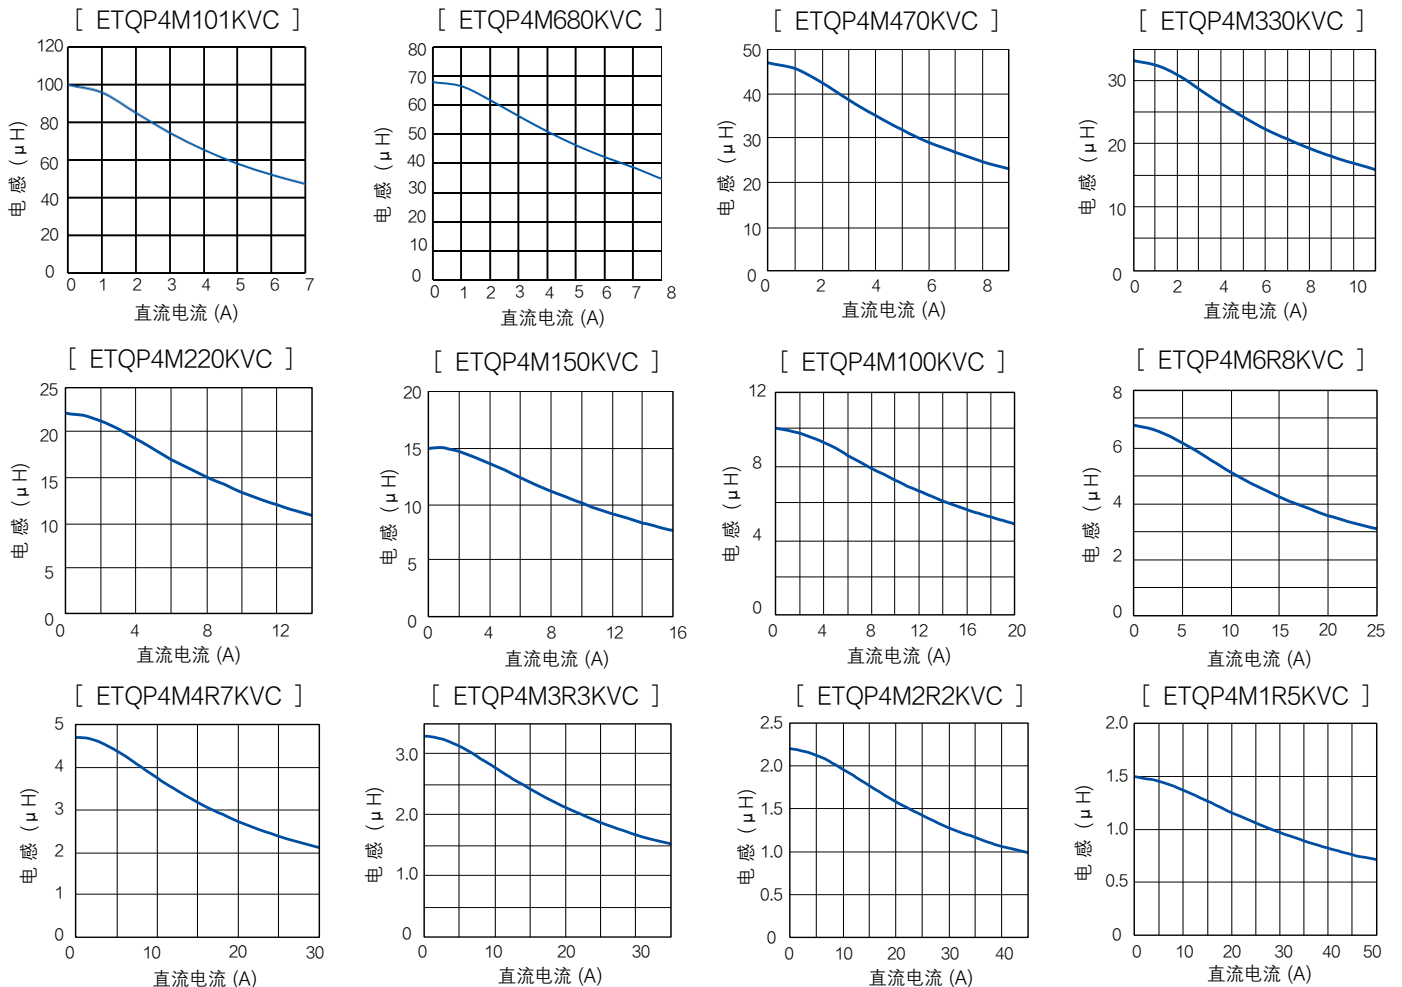 [ ETQP4M101KVC ]
120
100
80
60
40
20
0
电感 (μH)
0 1 2 3 4 5 6 7
直流电流 (A)
[ ETQP4M680KVC ]
80
70
60
50
40
30
20
10
0
电感 (μH)
0 1 2 3 4 5 6 7 8
直流电流 (A)
[ ETQP4M470KVC ]
50
40
30
20
10
0
电感 (μH)
0 2 4 6 8
直流电流 (A)
[ ETQP4M330KVC ]
30
20
10
0
电感 (μH)
0 2 4 6 8 10
直流电流 (A)
[ ETQP4M220KVC ]
25
20
15
10
5
0
电感 (μH)
0 4 8 12
直流电流 (A)
[ ETQP4M150KVC ]
20
15
10
5
0
电感 (μH)
0 4 8 12 16
直流电流 (A)
[ ETQP4M100KVC ]
12
8
4
0
电感 (μH)
0 4 8 12 16 20
直流电流 (A)
[ ETQP4M6R8KVC ]
8
6
4
2
0
电感 (μH)
0 5 10 15 20 25
直流电流 (A)
[ ETQP4M4R7KVC ]
5
4
3
2
1
0
电感 (μH)
0 10 20 30
直流电流 (A)
[ ETQP4M3R3KVC ]
3.0
2.0
1.0
0
电感 (μH)
0 10 20 30
直流电流 (A)
[ ETQP4M2R2KVC ]
2.5
2.0
1.5
1.0
0.5
0
电感 (μH)
0 10 20 30 40
直流电流 (A)
[ ETQP4M1R5KVC ]
2.0
1.5
1.0
0.5
0
电感 (μH)
0 10 20 30 40 50
直流电流 (A)